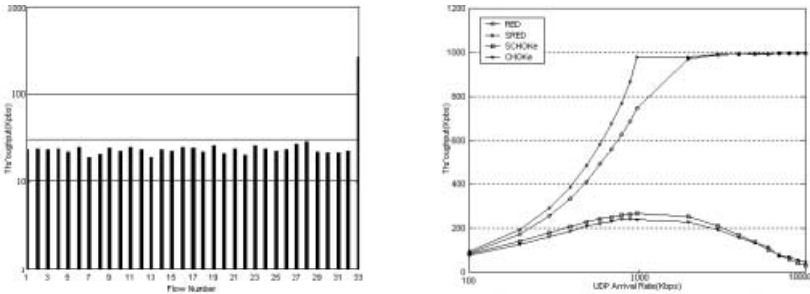 1000
100
10
1
Throughput(Kpbs)
1 3 5 7 9 11 13 15 17 19 21 23 25 27 29 31 33
Flow Number
1200
1000
800
600
400
200
0
Throughput(Kbps)
RED
SRED
SCHOKe
CHOKe
100 1000 10000
UDP Arrival Rate(Kbps)